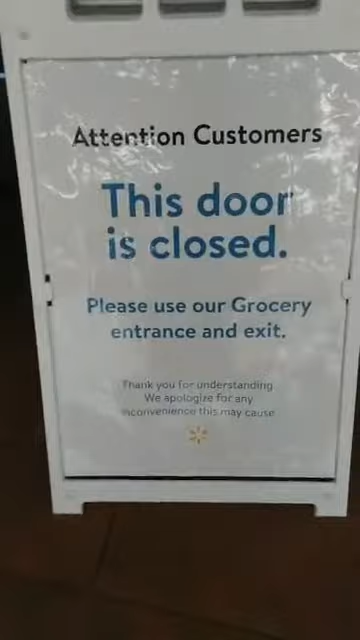 Attention Customers
This door
is closed.
Please use our Grocery
entrance and exit.
Thank you for understanding
We apologize for any
inconvenience this may cause